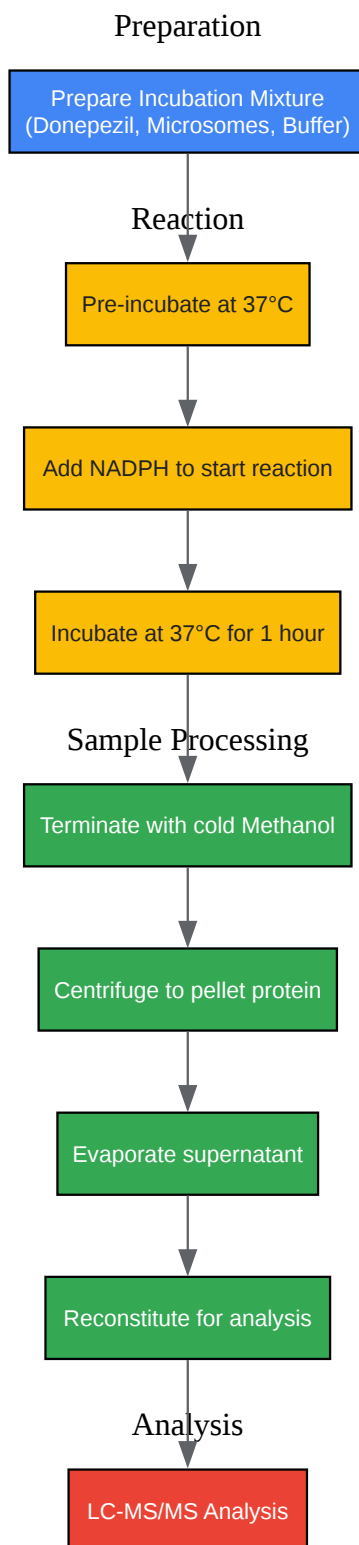 Preparation
Prepare Incubation Mixture
(Donepezil, Microsomes, Buffer)
Reaction
Pre-incubate at 37°C
Add NADPH to start reaction
Incubate at 37°C for 1 hour
Sample Processing
Terminate with cold Methanol
Centrifuge to pellet protein
Evaporate supernatant
Reconstitute for analysis
Analysis
LC-MS/MS Analysis